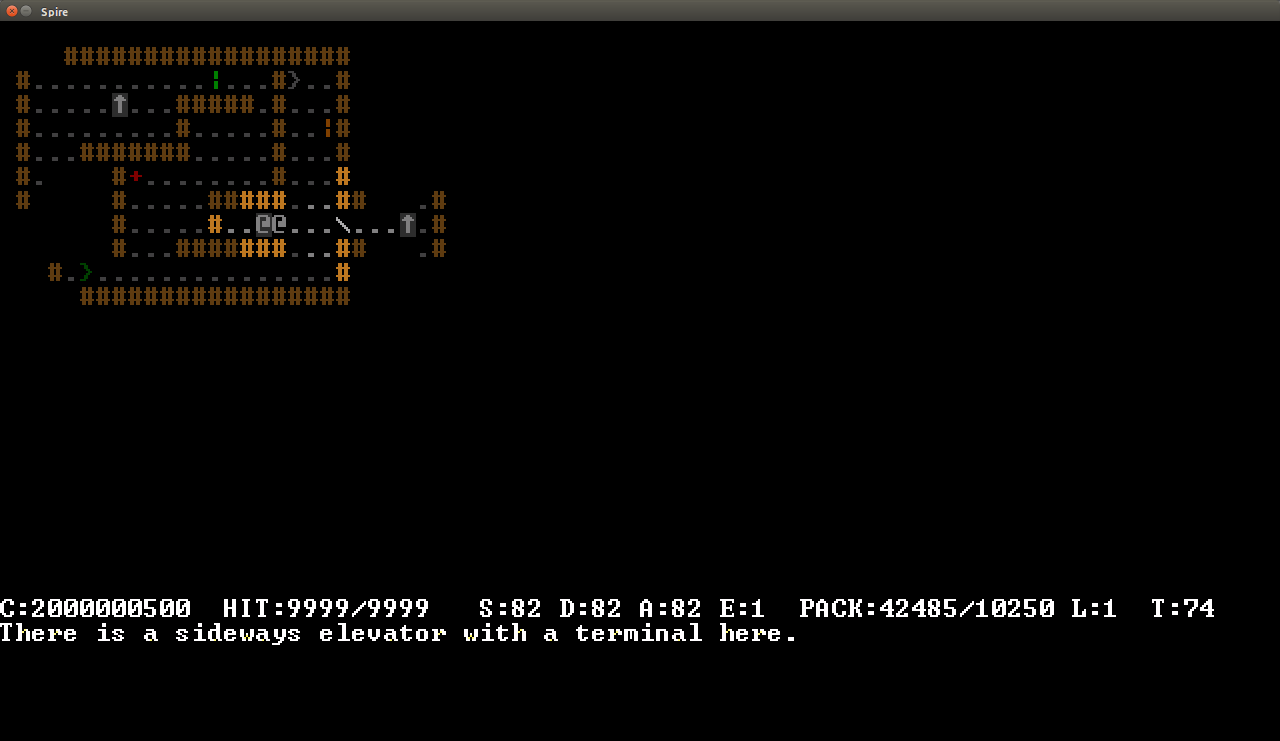 Spire
##################
#...........¦...#}..#
#.....↑...#####.#...#
#.........#.....#..¦#
#...#######.....#...#
#.    #+........#...#
#     #.....#####...##   .#
      #.....#..@@...\...↑.#
      #...#######...##   .#
  #.}...............#
    #################
C:2000000500  HIT:9999/9999   S:82 D:82 A:82 E:1  PACK:42485/10250 L:1  T:74
There is a sideways elevator with a terminal here.